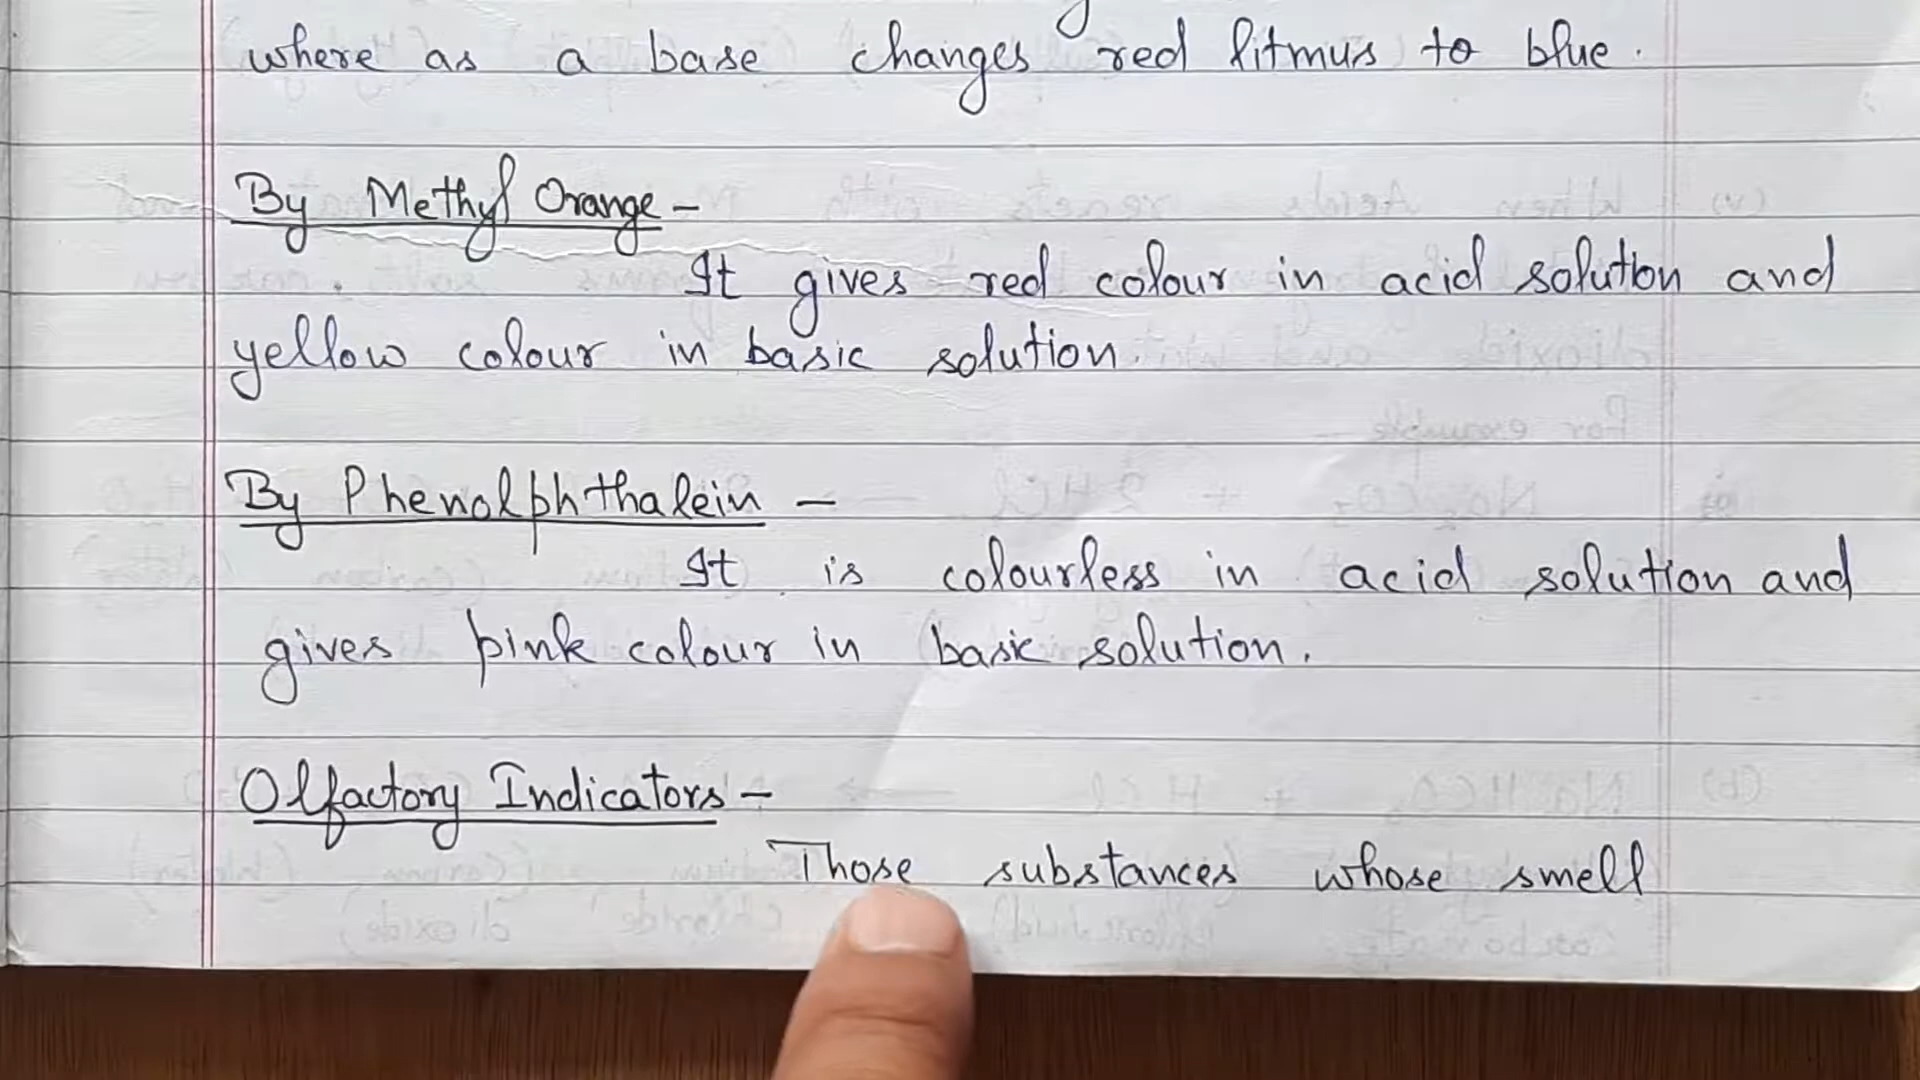 where as a base changes red litmus to blue.
By Methyl Orange -
It gives red colour in acid solution and
yellow colour in basic solution.
By Phenolphthalein -
It is colourless in acid solution and
gives pink colour in basic solution.
Olfactory Indicators -
Those substances whose smell